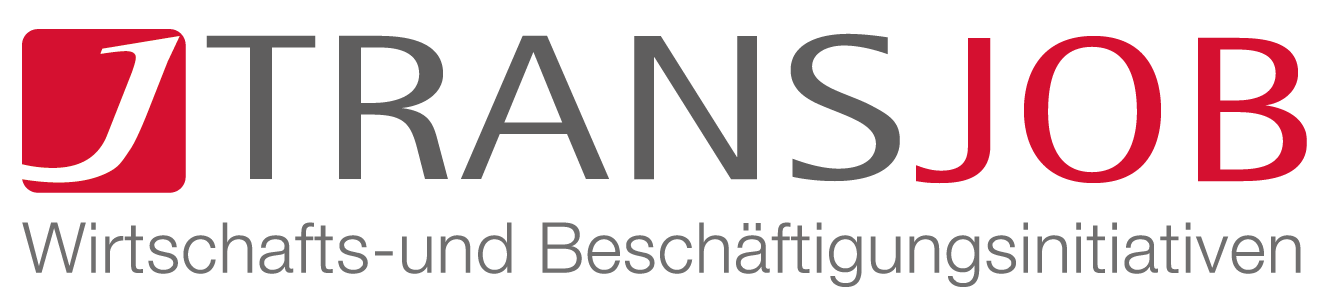 J TRANSJOB
Wirtschafts-und Beschäftigungsinitiativen